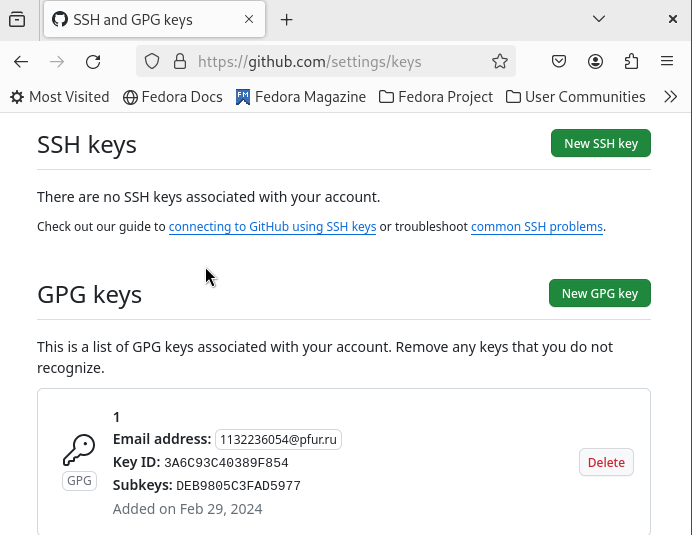 SSH and GPG keys
https://github.com/settings/keys
Most Visited Fedora Docs Fedora Magazine Fedora Project User Communities
SSH keys
New SSH key
There are no SSH keys associated with your account.
Check out our guide to connecting to GitHub using SSH keys or troubleshoot common SSH problems.
GPG keys
New GPG key
This is a list of GPG keys associated with your account. Remove any keys that you do not
recognize.
1
Email address: 1132236054@pfur.ru
Key ID: 3A6C93C40389F854
GPG
Delete
Subkeys: DEB9805C3FAD5977
Added on Feb 29, 2024